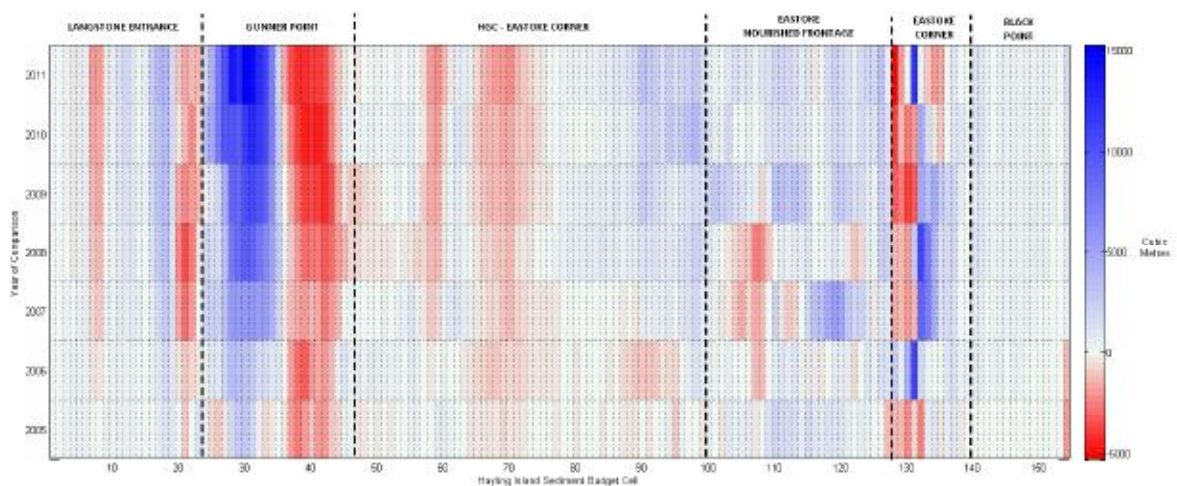 LANGSTONE ENTRANCE GUNNER POINT HGC - EASTOKE CORNER EASTOKE NOURISHED FRONTAGE EASTOKE CORNER BLACK POINT
2011
2010
2009
2008
2007
2006
2005
Year of Comparison
10 20 30 40 50 60 70 80 90 100 110 120 130 140 150
Hayling Island Sediment Budget Cell
15000
10000
5000
0
-5000
Cubic
Metres